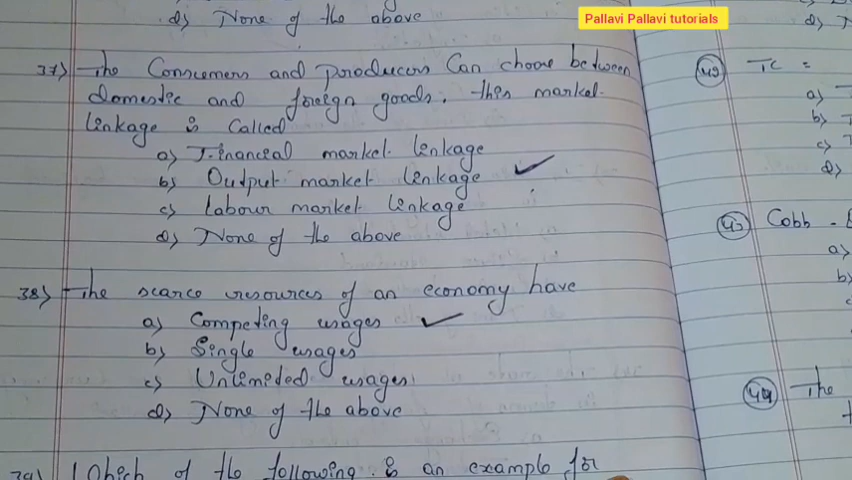 d) None of the above
Pallavi Pallavi tutorials
37) The Consumers and producers Can choose between
domestic and foreign goods. this market
linkage is Called
a) Financial market linkage
b) Output market linkage
c) Labour market linkage
d) None of the above
38) The scarce resources of an economy have
a) Competing usages
b) Single usages
c) Unlimited usages
d) None of the above
39) Which of the following is an example for
d)
49 TC =
a)
b)
c)
d)
43 Cobb -
a)
b)
44 The